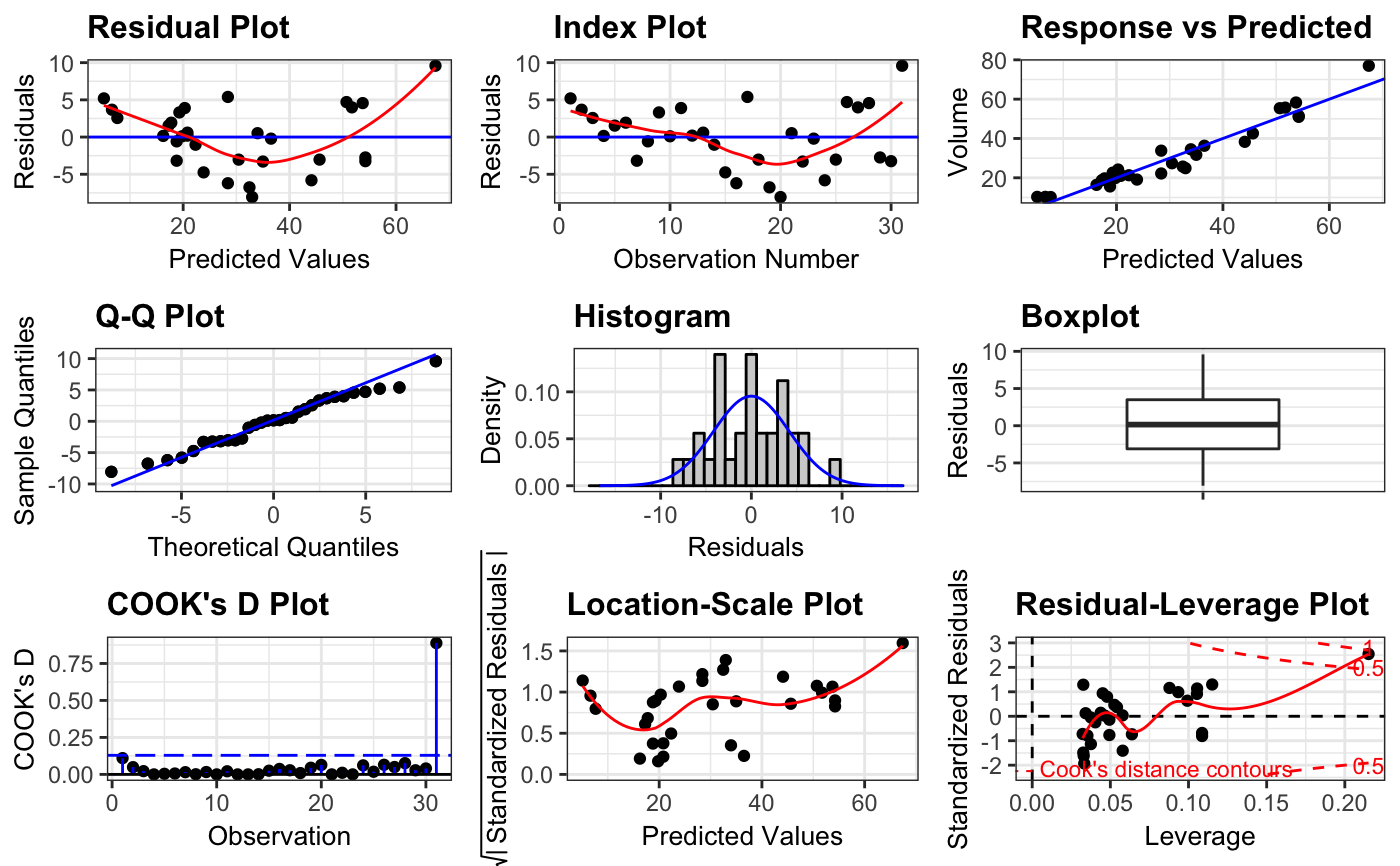 Residual Plot
Residuals
10
5
0
-5
20
40
60
Predicted Values
Index Plot
Residuals
10
5
0
-5
0
10
20
30
Observation Number
Response vs Predicted
Volume
80
60
40
20
20
40
60
Predicted Values
Q-Q Plot
Sample Quantiles
10
5
0
-5
-10
-5
0
5
Theoretical Quantiles
Histogram
Density
0.10
0.05
0.00
-10
0
10
Residuals
Boxplot
Residuals
10
5
0
-5
COOK's D Plot
COOK's D
0.75
0.50
0.25
0.00
0
10
20
30
Observation
Location-Scale Plot
√| Standardized Residuals |
1.5
1.0
0.5
0.0
20
40
60
Predicted Values
Residual-Leverage Plot
Standardized Residuals
3
2
1
0
-1
-2
1
0.5
0.5
Cook's distance contours
0.00
0.05
0.10
0.15
0.20
Leverage